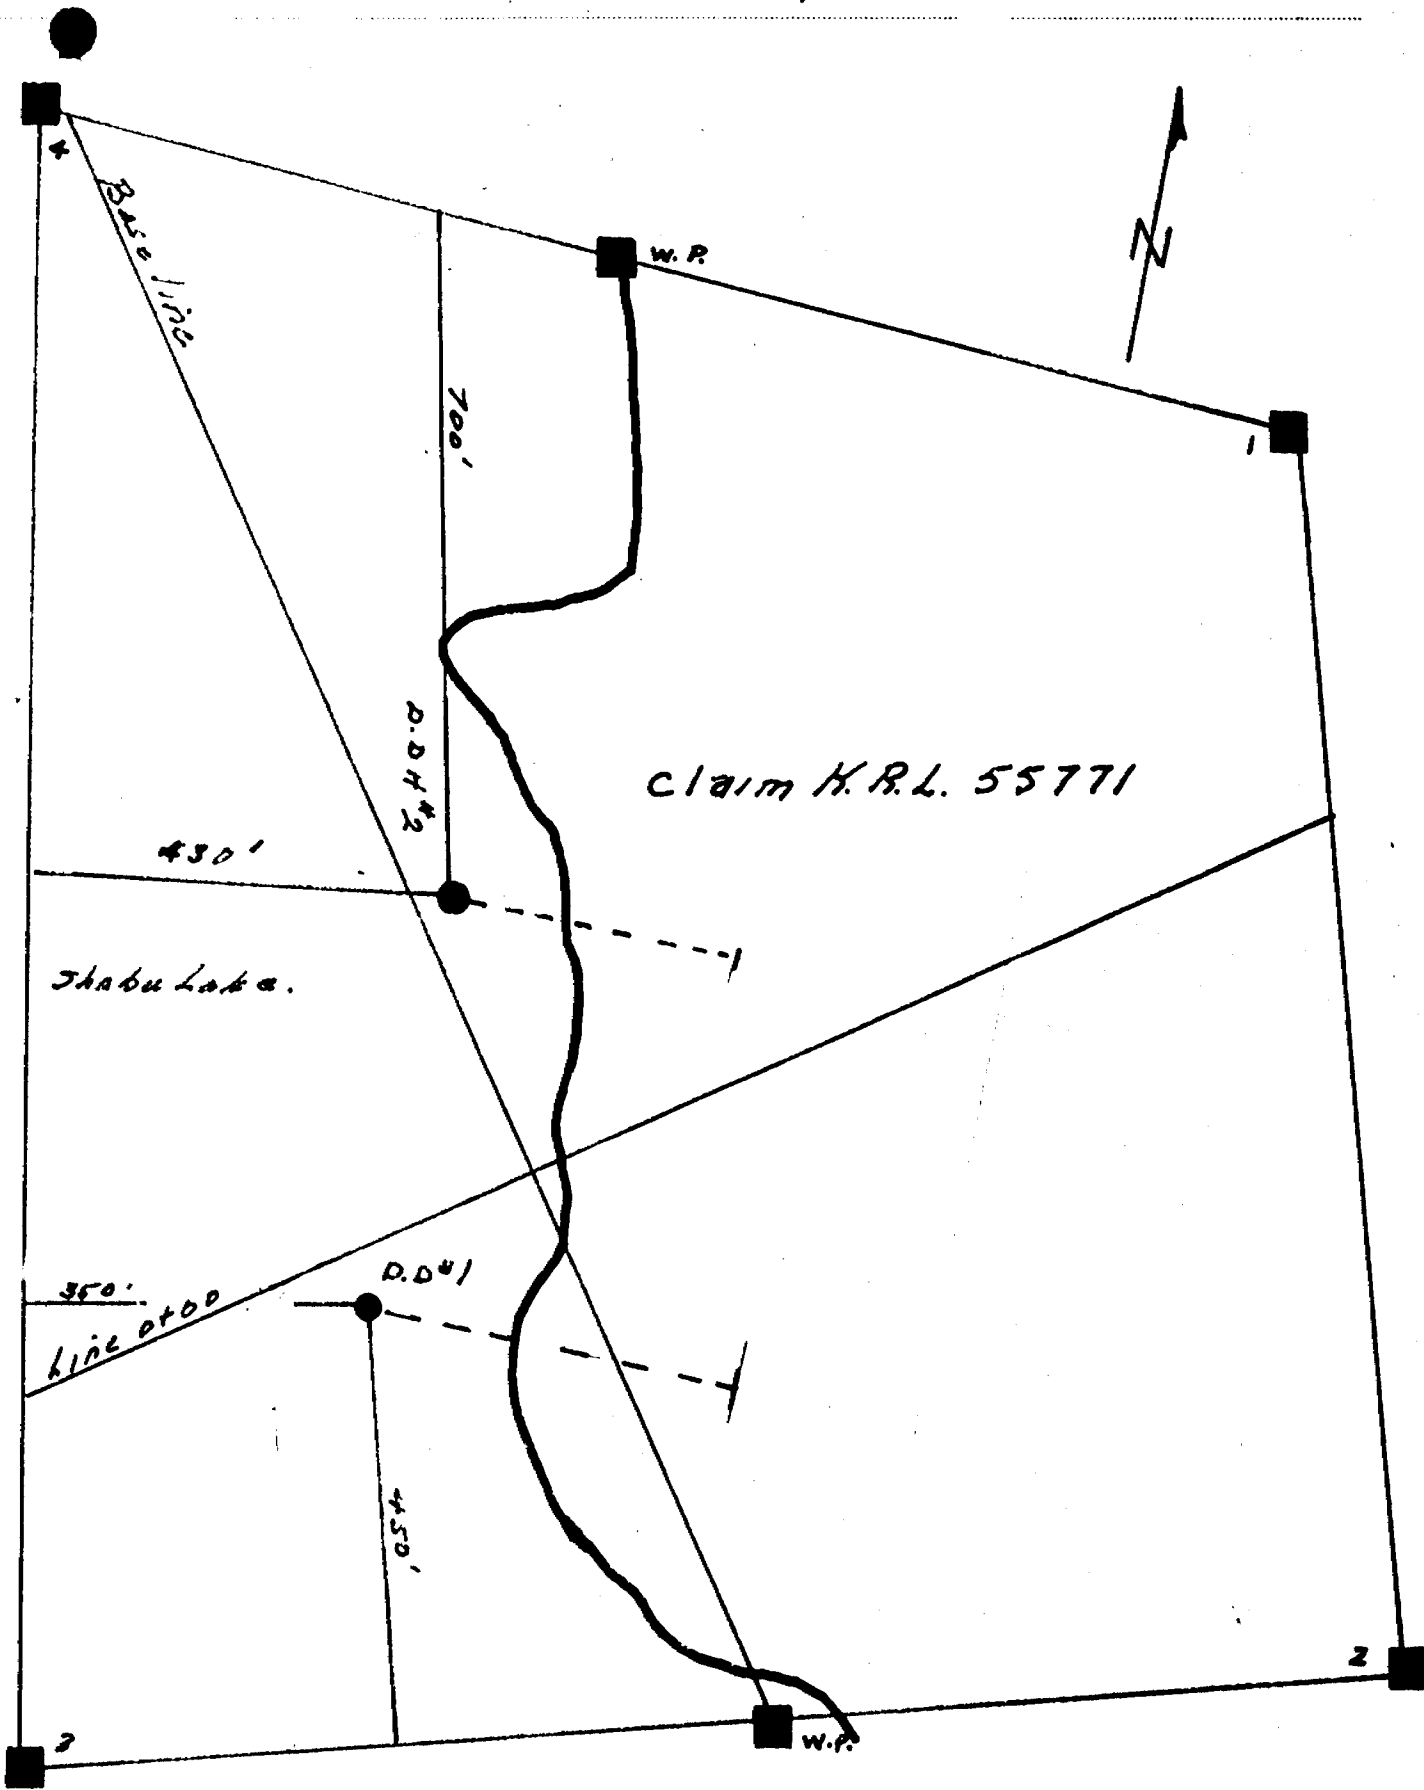 4
Base line
W.P.
N
1
700'
D.DH#2
Claim K.R.L. 55771
430'
Shabu Lake.
D.D#1
350'
Line 0+00
450'
2
3
W.P.